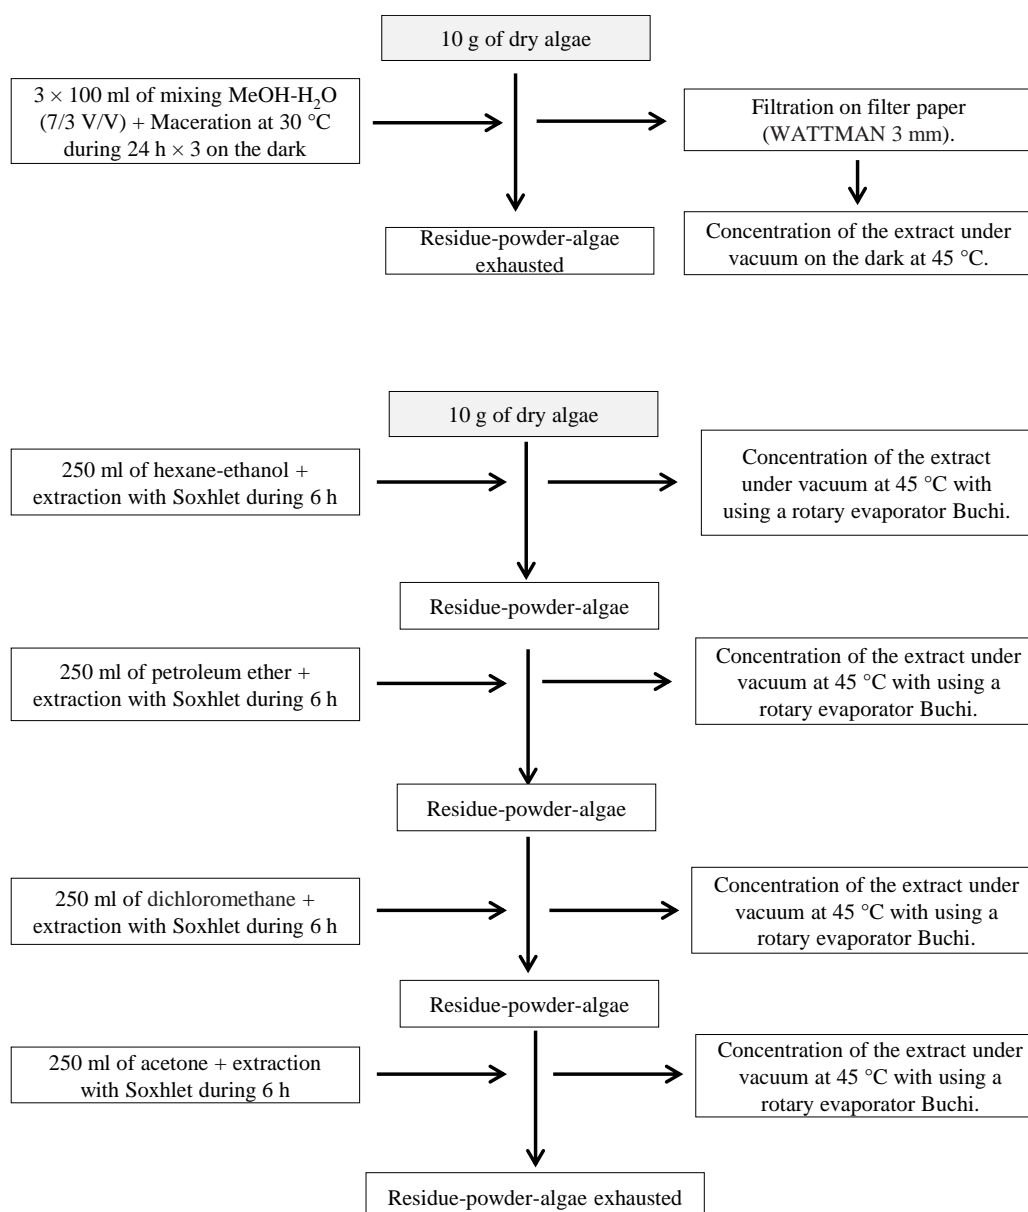 10 g of dry algae
3 × 100 ml of mixing MeOH-H₂O
(7/3 V/V) + Maceration at 30 °C
during 24 h × 3 on the dark
Filtration on filter paper
(WATTMAN 3 mm).
Residue-powder-algae
exhausted
Concentration of the extract under
vacuum on the dark at 45 °C.
10 g of dry algae
250 ml of hexane-ethanol +
extraction with Soxhlet during 6 h
Concentration of the extract
under vacuum at 45 °C with
using a rotary evaporator Buchi.
Residue-powder-algae
250 ml of petroleum ether +
extraction with Soxhlet during 6 h
Concentration of the extract under
vacuum at 45 °C with using a
rotary evaporator Buchi.
Residue-powder-algae
250 ml of dichloromethane +
extraction with Soxhlet during 6 h
Concentration of the extract under
vacuum at 45 °C with using a
rotary evaporator Buchi.
Residue-powder-algae
250 ml of acetone + extraction
with Soxhlet during 6 h
Concentration of the extract under
vacuum at 45 °C with using a
rotary evaporator Buchi.
Residue-powder-algae exhausted